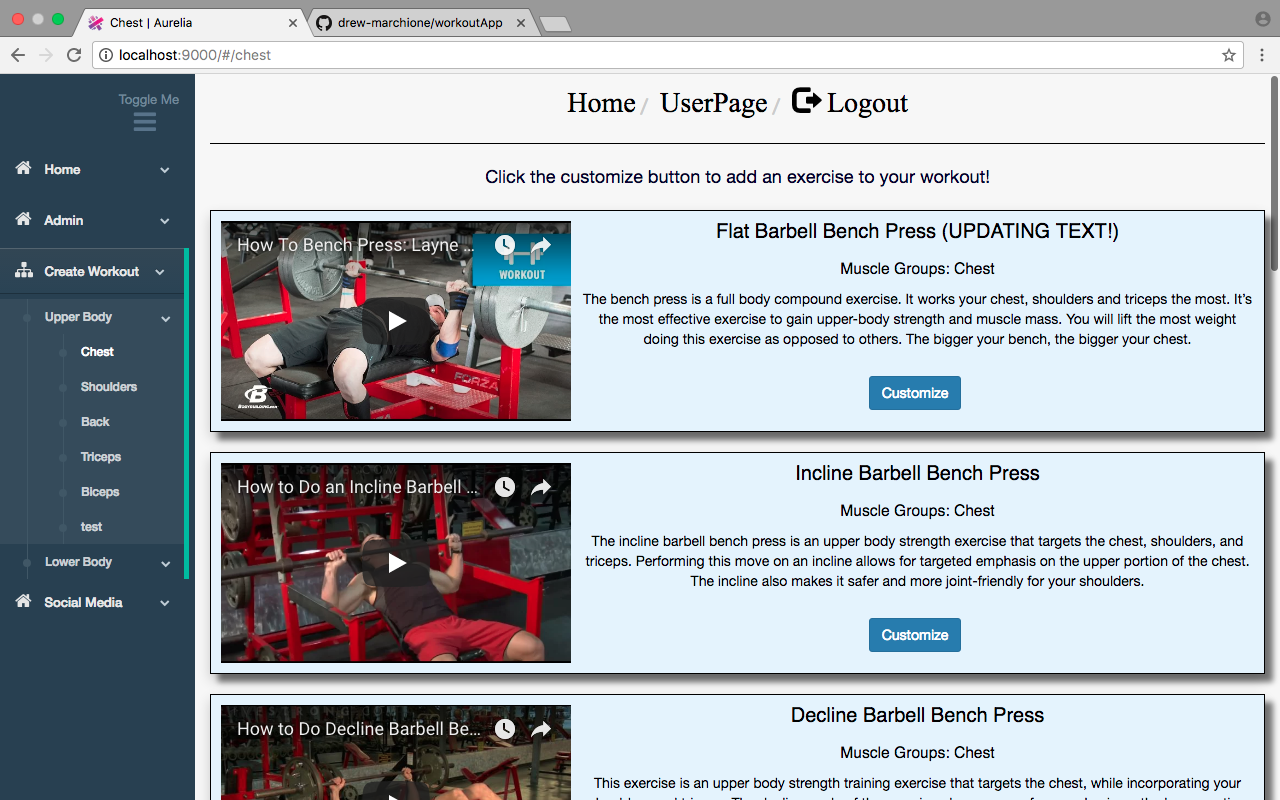 Chest | Aurelia
drew-marchione/workoutApp
localhost:9000/#/chest
Toggle Me
Home
Admin
Create Workout
Upper Body
Chest
Shoulders
Back
Triceps
Biceps
test
Lower Body
Social Media
Home / UserPage / Logout
Click the customize button to add an exercise to your workout!
How To Bench Press: Layne ...
WORKOUT
FORZA
BODYBUILDING.com
Flat Barbell Bench Press (UPDATING TEXT!)
Muscle Groups: Chest
The bench press is a full body compound exercise. It works your chest, shoulders and triceps the most. It's
the most effective exercise to gain upper-body strength and muscle mass. You will lift the most weight
doing this exercise as opposed to others. The bigger your bench, the bigger your chest.
Customize
How to Do an Incline Barbell ...
Incline Barbell Bench Press
Muscle Groups: Chest
The incline barbell bench press is an upper body strength exercise that targets the chest, shoulders, and
triceps. Performing this move on an incline allows for targeted emphasis on the upper portion of the chest.
The incline also makes it safer and more joint-friendly for your shoulders.
Customize
How to Do Decline Barbell Be...
Decline Barbell Bench Press
Muscle Groups: Chest
This exercise is an upper body strength training exercise that targets the chest, while incorporating your